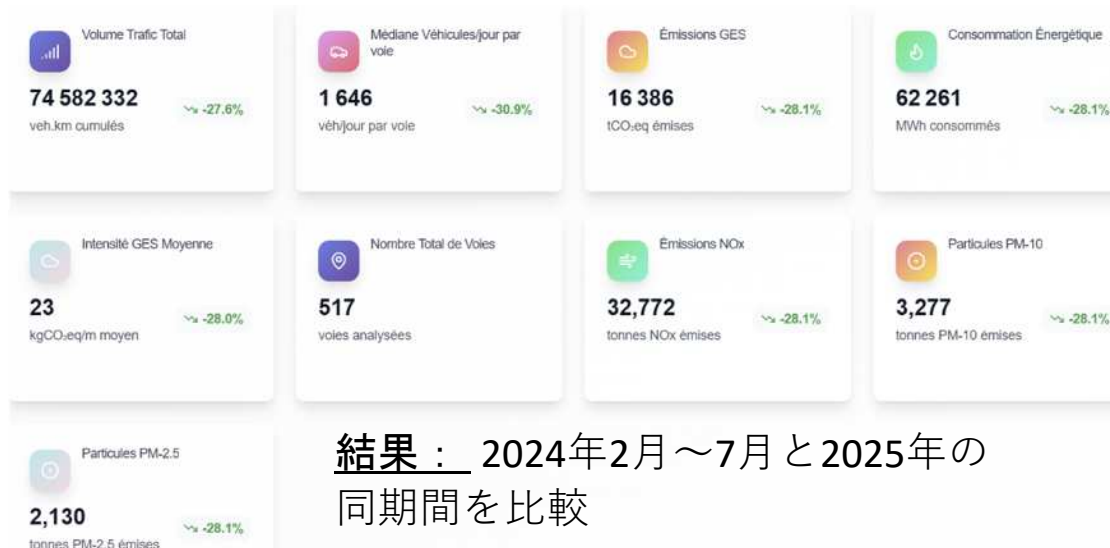 Volume Trafic Total
74 582 332
-27.6%
veh.km cumulés
Médiane Véhicules/jour par
voie
1 646
-30.9%
véh/jour par voie
Émissions GES
16 386
-28.1%
tCO₂eq émises
Consommation Énergétique
62 261
-28.1%
MWh consommés
Intensité GES Moyenne
23
-28.0%
kgCO₂eq/m moyen
Nombre Total de Voies
517
voies analysées
Émissions NOx
32,772
-28.1%
tonnes NOx émises
Particules PM-10
3,277
-28.1%
tonnes PM-10 émises
Particules PM-2.5
2,130
-28.1%
tonnes PM-2.5 émises
結果： 2024年2月～7月と2025年の
同期間を比較